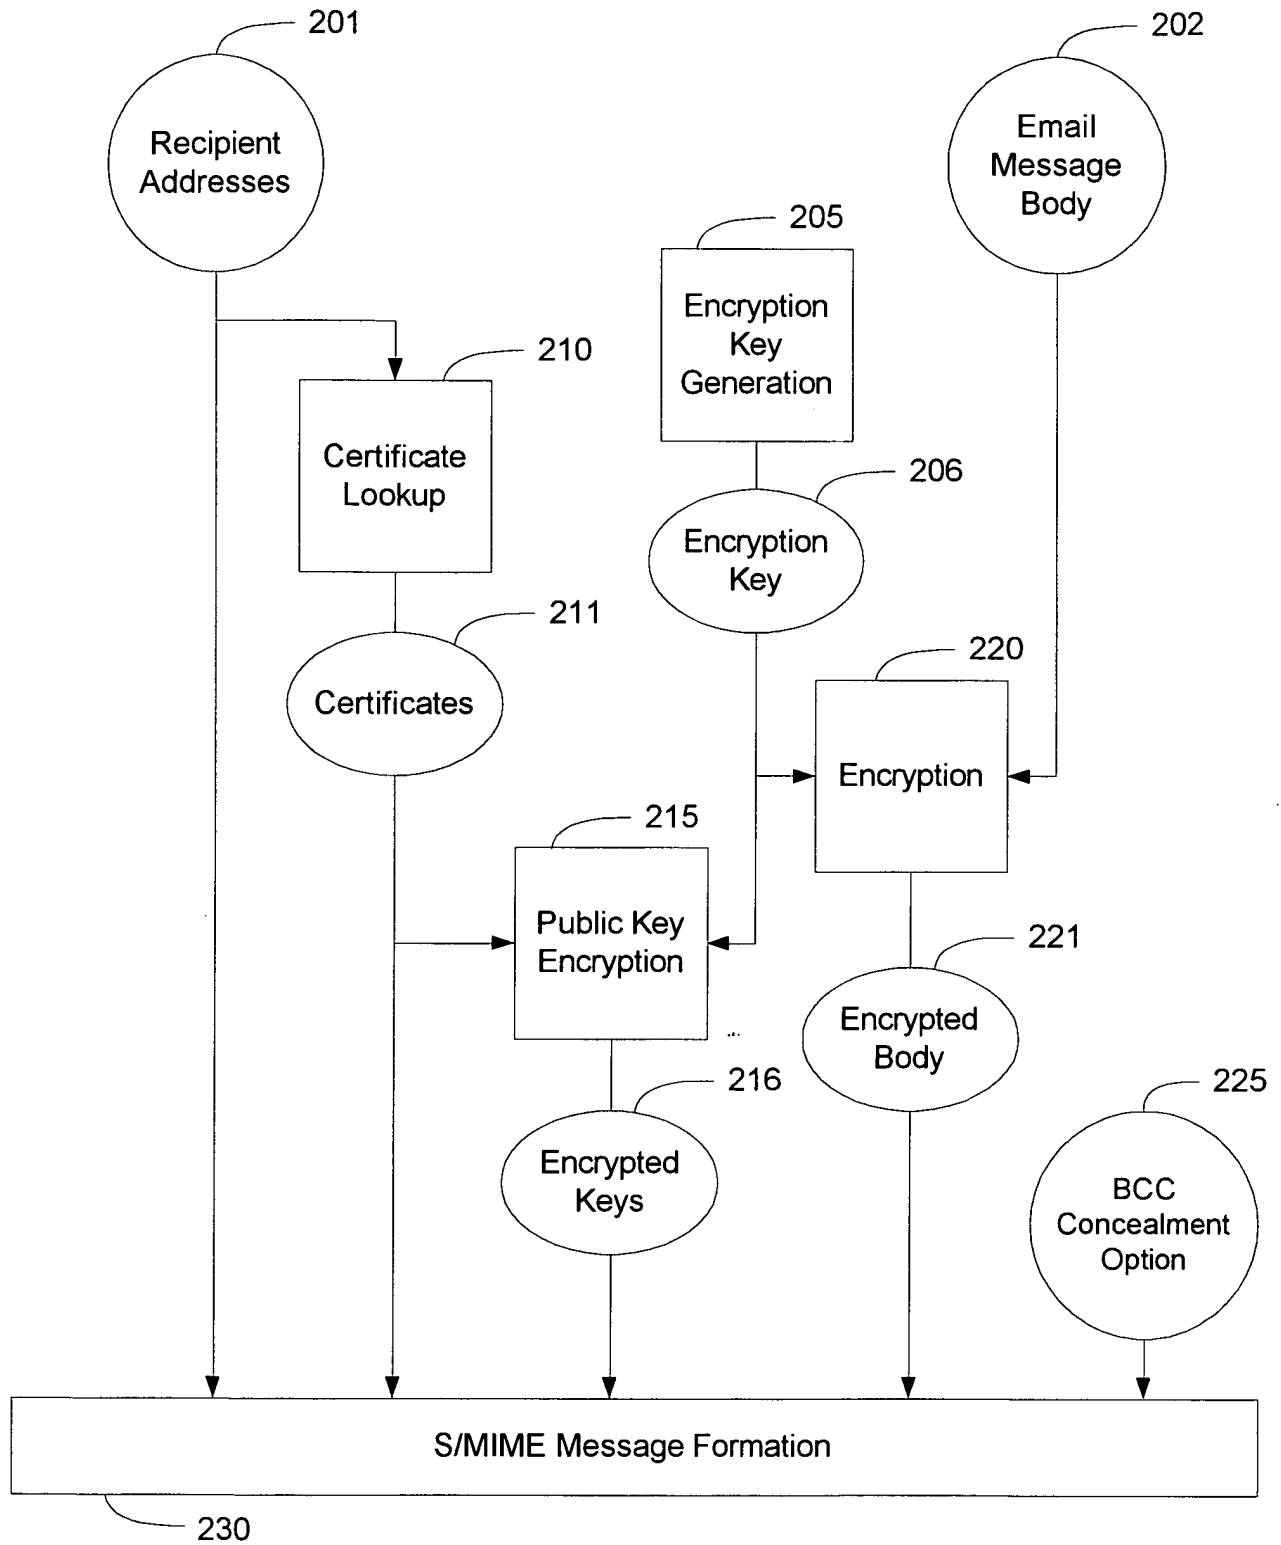 201
202
Recipient
Addresses
Email
Message
Body
205
Encryption
Key
Generation
210
Certificate
Lookup
206
Encryption
Key
211
Certificates
220
Encryption
215
Public Key
Encryption
221
Encrypted
Body
216
Encrypted
Keys
225
BCC
Concealment
Option
S/MIME Message Formation
230